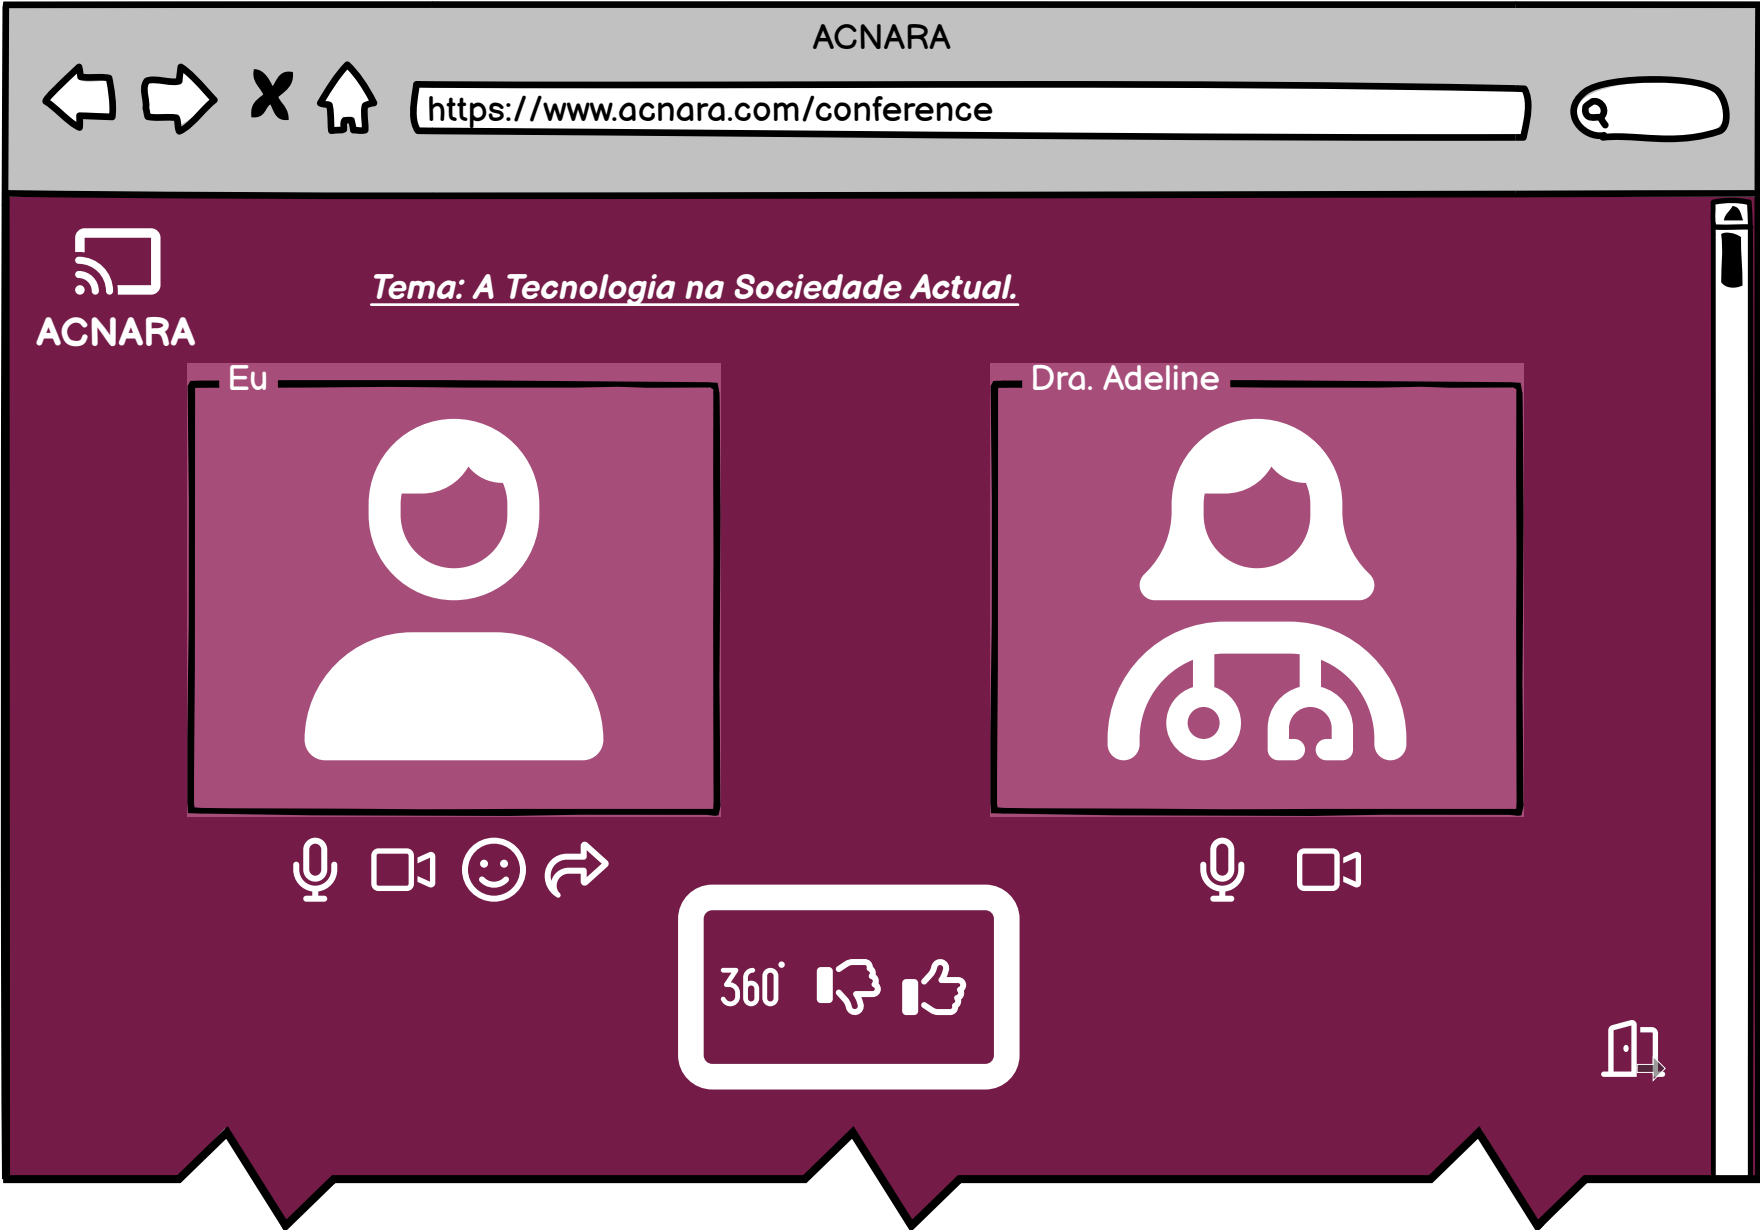 ACNARA
https://www.acnara.com/conference
Tema: A Tecnologia na Sociedade Actual.
ACNARA
Eu
Dra. Adeline
360°